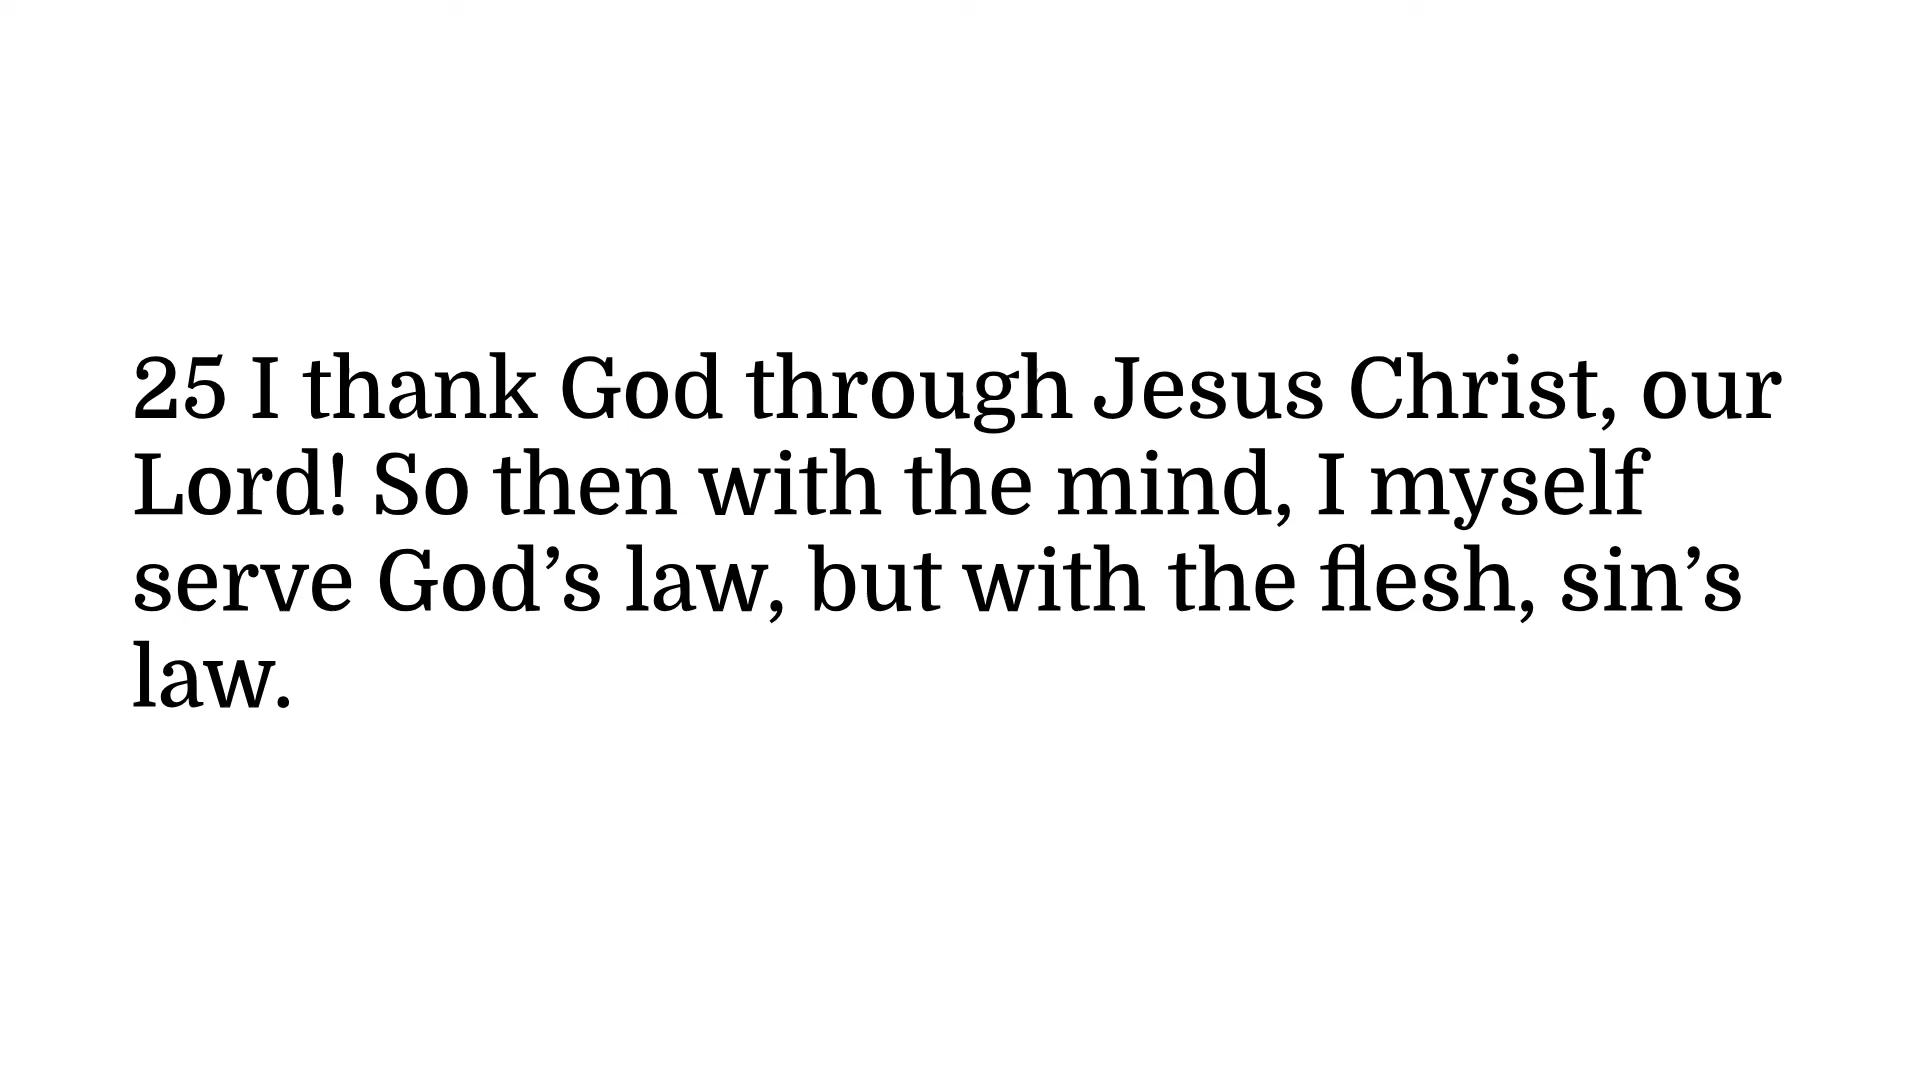 25 I thank God through Jesus Christ, our
Lord! So then with the mind, I myself
serve God’s law, but with the flesh, sin’s
law.